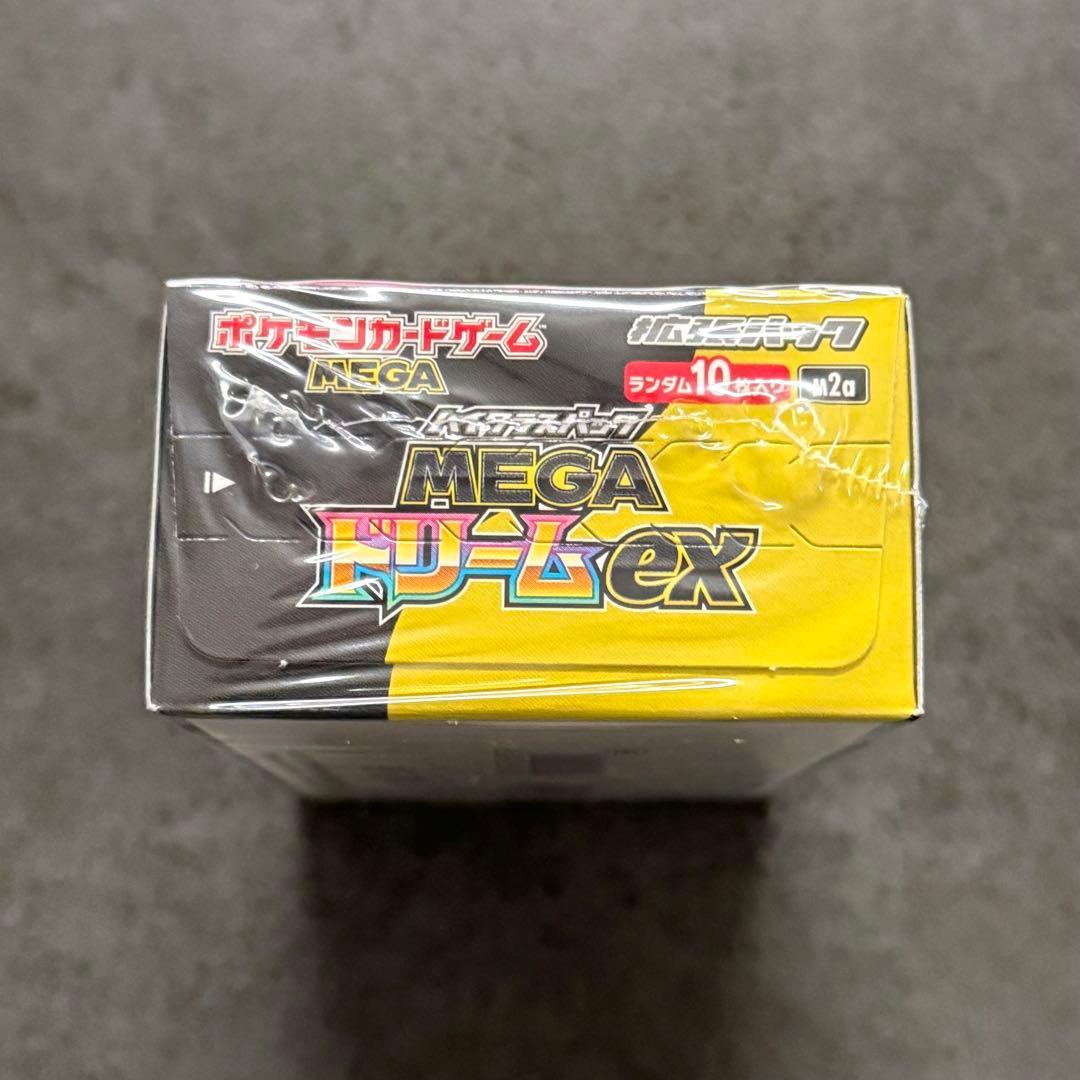 ポケモンカードゲーム™
MEGA
拡張パック
ランダム10枚入り
M2a
ハイクラスパック
MEGA
ドリームex